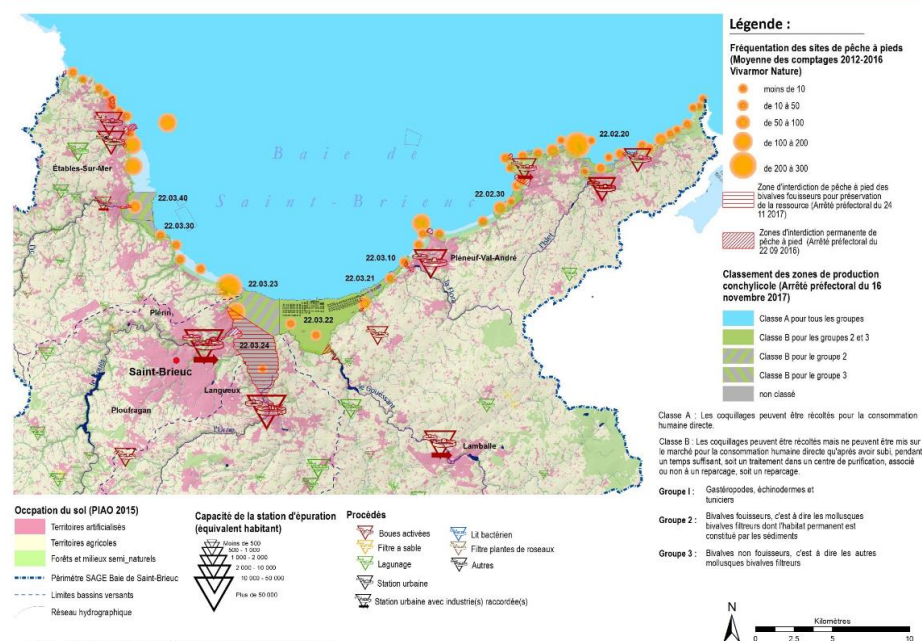 Légende :
Fréquentation des sites de pêche à pieds
(Moyenne des comptages 2012-2016
Vivarmor Nature)
moins de 10
de 10 à 50
de 50 à 100
de 100 à 200
de 200 à 300
Zone d'interdiction de pêche à pied des
bivalves fouisseurs pour préservation
de la ressource (Arrêté préfectoral du 24
11 2017)
Zones d'interdiction permanente de
pêche à pied (Arrêté préfectoral du
22 09 2016)
Classement des zones de production
conchylicole (Arrêté préfectoral du 16
novembre 2017)
Classe A pour tous les groupes
Classe B pour les groupes 2 et 3
Classe B pour le groupe 2
Classe B pour le groupe 3
non classé
Classe A : Les coquillages peuvent être récoltés pour la consommation
humaine directe.
Classe B : Les coquillages peuvent être récoltés mais ne peuvent être mis sur
le marché pour la consommation humaine directe qu'après avoir subi, pendant
un temps suffisant, soit un traitement dans un centre de purification, associé
ou non à un reparcage, soit un reparcage.
Groupe I : Gastéropodes, échinodermes et
tuniciers
Groupe 2 : Bivalves fouisseurs, c'est à dire les mollusques
bivalves filtreurs dont l'habitat permanent est
constitué par les sédiments
Groupe 3 : Bivalves non fouisseur, c'est à dire les autres
mollusques bivalves filtreurs
Baie de
Saint-Brieuc
Étables-Sur-Mer
22.02.20
22.02.30
22.03.40
22.03.30
22.03.10
22.03.21
22.03.23
22.03.22
22.03.24
Pléneuf-Val-André
l'Islet
la Flora
Plérin
Saint-Brieuc
Langueux
Ploufragan
le Gouessant
Lamballe
Occpation du sol (PIAO 2015)
Territoires artificialisés
Territoires agricoles
Forêts et milieux semi_naturels
Périmètre SAGE Baie de Saint-Brieuc
Limites bassins versants
Réseau hydrographique
Capacité de la station d'épuration
(équivalent habitant)
Moins de 500
500 - 1 000
1 000 - 2 000
2 000 - 10 000
10 000 - 50 000
Plus de 50 000
Procédés
Boues activées
Filtre a sable
Lagunage
Lit bactérien
Filtre plantes de roseaux
Autres
Station urbaine
Station urbaine avec industrie(s) raccordée(s)
N
Kilomètres
0 2.5 5 10